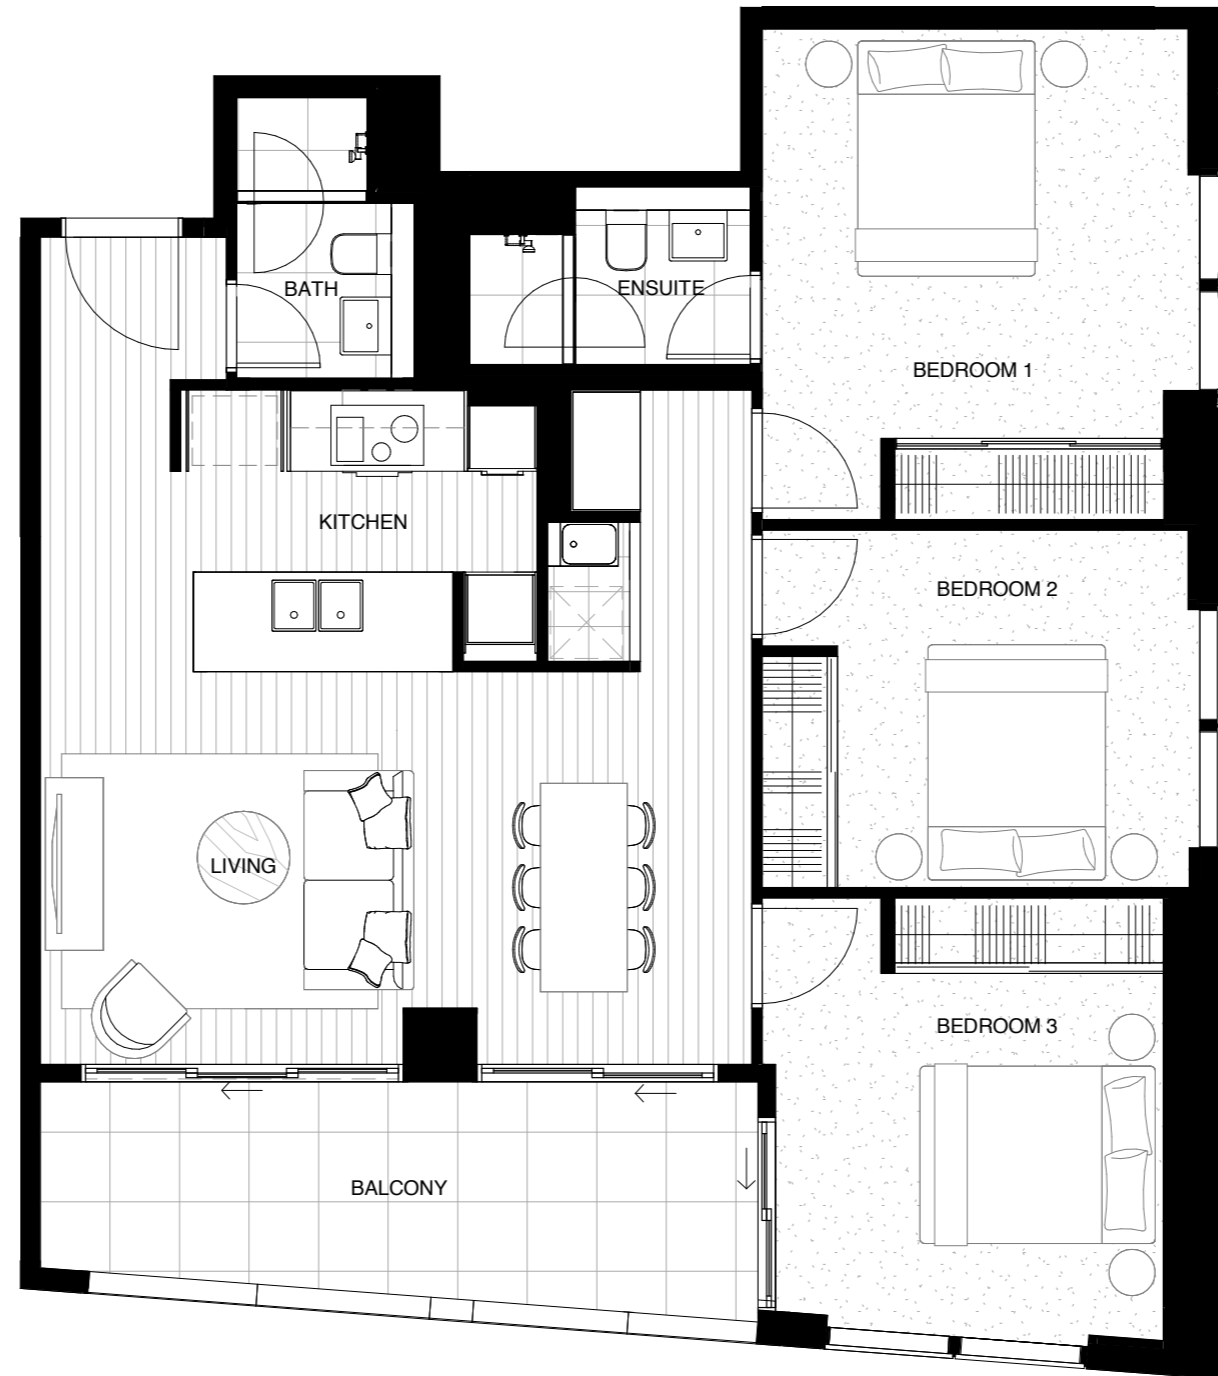 BATH
ENSUITE
BEDROOM 1
KITCHEN
BEDROOM 2
LIVING
BEDROOM 3
BALCONY